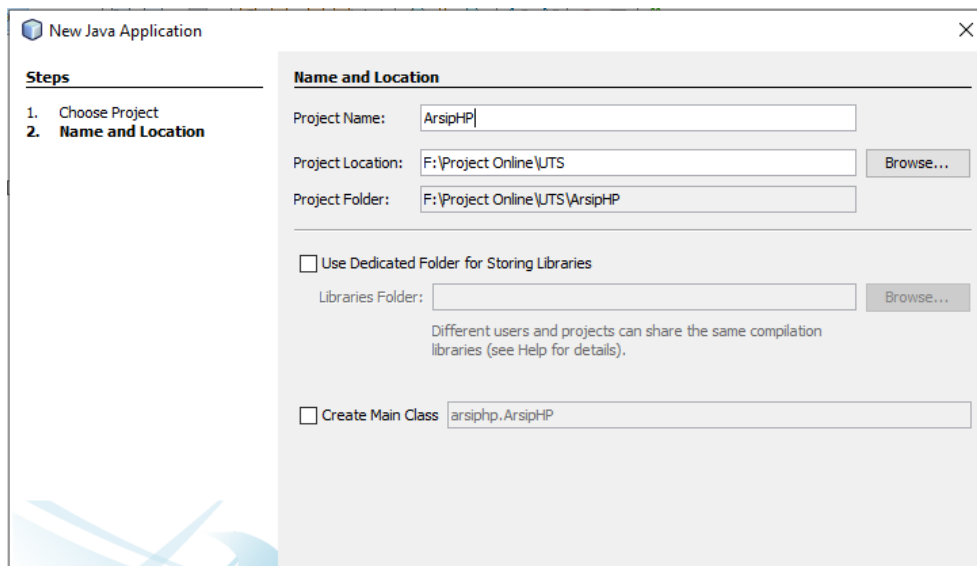 New Java Application
Steps
1. Choose Project
2. Name and Location
Name and Location
Project Name: ArsipHP
Project Location: F:\Project Online\UTS Browse...
Project Folder: F:\Project Online\UTS\ArsipHP
Use Dedicated Folder for Storing Libraries
Libraries Folder: Browse...
Different users and projects can share the same compilation
libraries (see Help for details).
Create Main Class arsiphp.ArsipHP